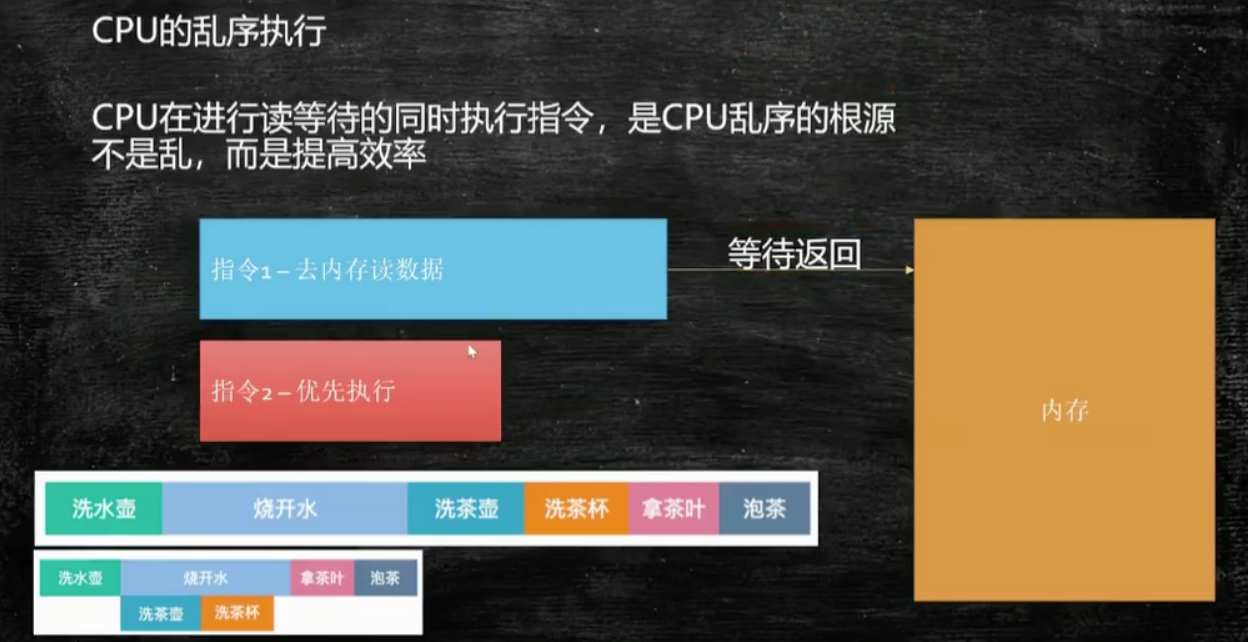 CPU的乱序执行
CPU在进行读等待的同时执行指令，是CPU乱序的根源
不是乱，而是提高效率
指令1 – 去内存读数据
等待返回
指令2 – 优先执行
内存
洗水壶 烧开水 洗茶壶 洗茶杯 拿茶叶 泡茶
洗水壶 烧开水 拿茶叶 泡茶
洗茶壶 洗茶杯